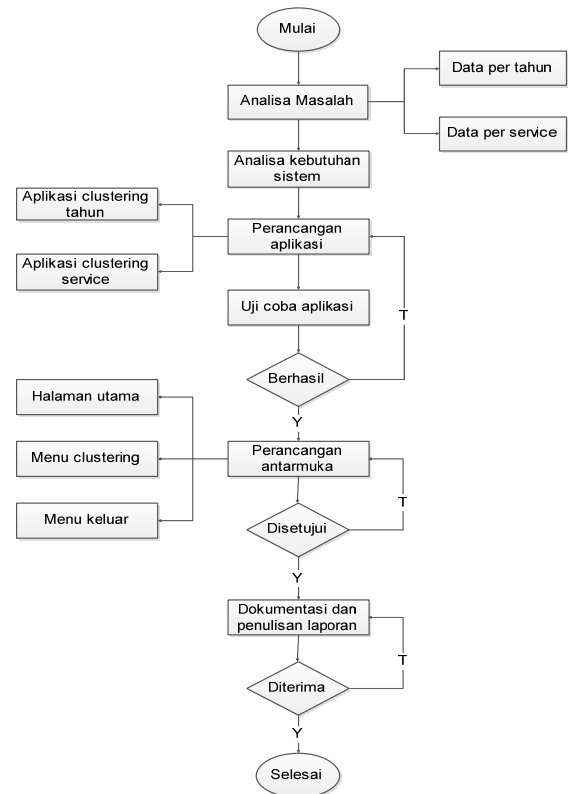 Mulai
Analisa Masalah
Data per tahun
Data per service
Analisa kebutuhan
sistem
Aplikasi clustering
tahun
Perancangan
aplikasi
Aplikasi clustering
service
Uji coba aplikasi
T
Berhasil
Y
Halaman utama
Perancangan
antarmuka
Menu clustering
Menu keluar
T
Disetujui
Y
Dokumentasi dan
penulisan laporan
T
Diterima
Y
Selesai